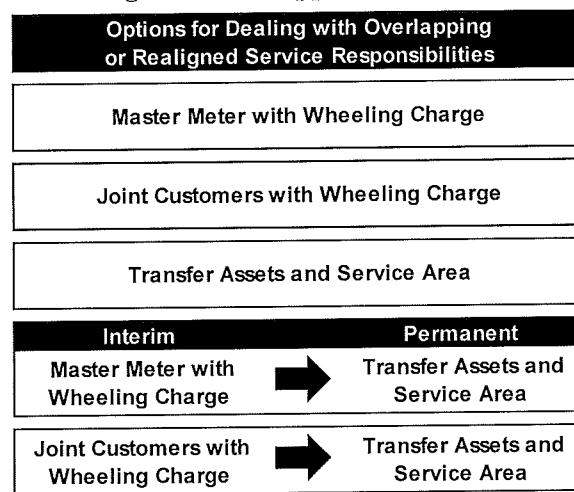 Options for Dealing with Overlapping
or Realigned Service Responsibilities
Master Meter with Wheeling Charge
Joint Customers with Wheeling Charge
Transfer Assets and Service Area
Interim Permanent
Master Meter with Transfer Assets and
Wheeling Charge Service Area
Joint Customers with Transfer Assets and
Wheeling Charge Service Area